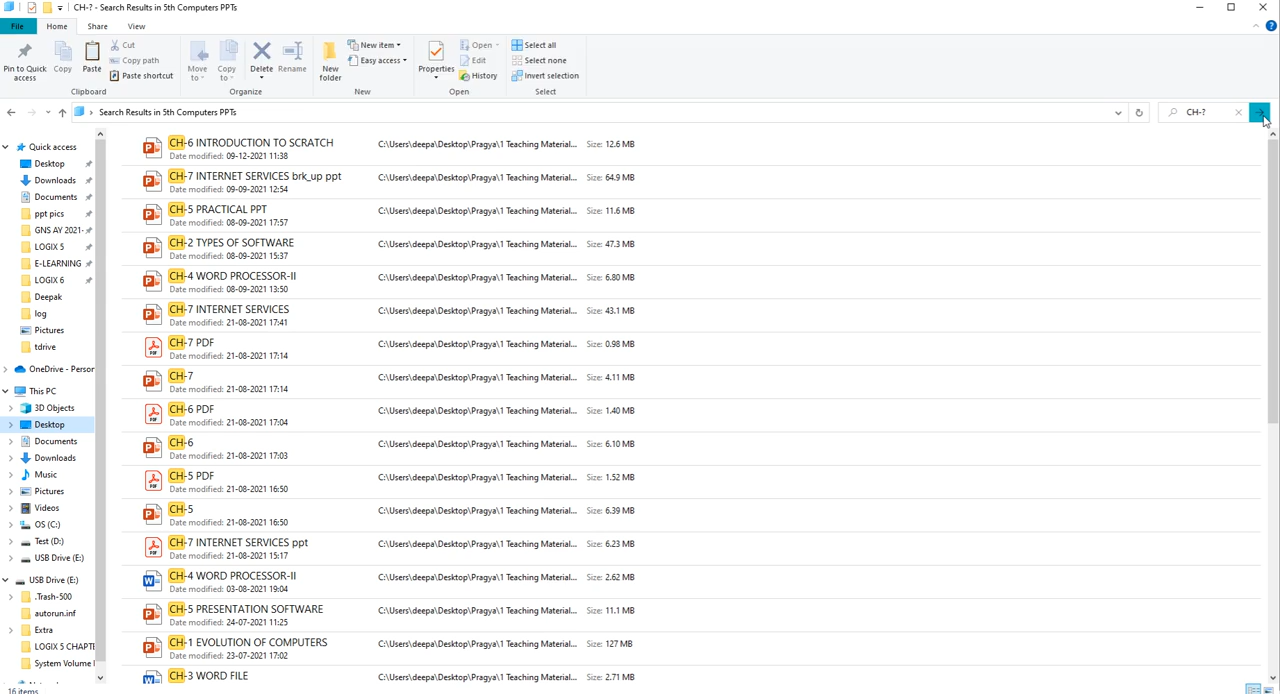 CH-? - Search Results in 5th Computers PPTs
File Home Share View
Pin to Quick access
Copy
Paste
Cut
Copy path
Paste shortcut
Clipboard
Move to
Copy to
Delete
Rename
Organize
New folder
New item
Easy access
New
Properties
Open
Edit
History
Open
Select all
Select none
Invert selection
Select
Search Results in 5th Computers PPTs
CH-?
Quick access
Desktop
Downloads
Documents
ppt pics
GNS AY 2021-
LOGIX 5
E-LEARNING
LOGIX 6
Deepak
log
Pictures
tdrive
OneDrive - Person
This PC
3D Objects
Desktop
Documents
Downloads
Music
Pictures
Videos
OS (C:)
Test (D:)
USB Drive (E:)
USB Drive (E:)
.Trash-500
autorun.inf
Extra
LOGIX 5 CHAPTE
System Volume I
16 items
CH-6 INTRODUCTION TO SCRATCH C:\Users\deepa\Desktop\Pragya\1 Teaching Material... Size: 12.6 MB
Date modified: 09-12-2021 11:38
CH-7 INTERNET SERVICES brk_up ppt C:\Users\deepa\Desktop\Pragya\1 Teaching Material... Size: 64.9 MB
Date modified: 09-09-2021 12:54
CH-5 PRACTICAL PPT C:\Users\deepa\Desktop\Pragya\1 Teaching Material... Size: 11.6 MB
Date modified: 08-09-2021 17:57
CH-2 TYPES OF SOFTWARE C:\Users\deepa\Desktop\Pragya\1 Teaching Material... Size: 47.3 MB
Date modified: 08-09-2021 15:37
CH-4 WORD PROCESSOR-II C:\Users\deepa\Desktop\Pragya\1 Teaching Material... Size: 6.80 MB
Date modified: 08-09-2021 13:50
CH-7 INTERNET SERVICES C:\Users\deepa\Desktop\Pragya\1 Teaching Material... Size: 43.1 MB
Date modified: 21-08-2021 17:41
CH-7 PDF C:\Users\deepa\Desktop\Pragya\1 Teaching Material... Size: 0.98 MB
Date modified: 21-08-2021 17:14
CH-7 C:\Users\deepa\Desktop\Pragya\1 Teaching Material... Size: 4.11 MB
Date modified: 21-08-2021 17:14
CH-6 PDF C:\Users\deepa\Desktop\Pragya\1 Teaching Material... Size: 1.40 MB
Date modified: 21-08-2021 17:04
CH-6 C:\Users\deepa\Desktop\Pragya\1 Teaching Material... Size: 6.10 MB
Date modified: 21-08-2021 17:03
CH-5 PDF C:\Users\deepa\Desktop\Pragya\1 Teaching Material... Size: 1.52 MB
Date modified: 21-08-2021 16:50
CH-5 C:\Users\deepa\Desktop\Pragya\1 Teaching Material... Size: 6.39 MB
Date modified: 21-08-2021 16:50
CH-7 INTERNET SERVICES ppt C:\Users\deepa\Desktop\Pragya\1 Teaching Material... Size: 6.23 MB
Date modified: 21-08-2021 15:17
CH-4 WORD PROCESSOR-II C:\Users\deepa\Desktop\Pragya\1 Teaching Material... Size: 2.62 MB
Date modified: 03-08-2021 19:04
CH-5 PRESENTATION SOFTWARE C:\Users\deepa\Desktop\Pragya\1 Teaching Material... Size: 11.1 MB
Date modified: 24-07-2021 11:25
CH-1 EVOLUTION OF COMPUTERS C:\Users\deepa\Desktop\Pragya\1 Teaching Material... Size: 127 MB
Date modified: 23-07-2021 17:02
CH-3 WORD FILE C:\Users\deepa\Desktop\Pragya\1 Teaching Material... Size: 2.71 MB